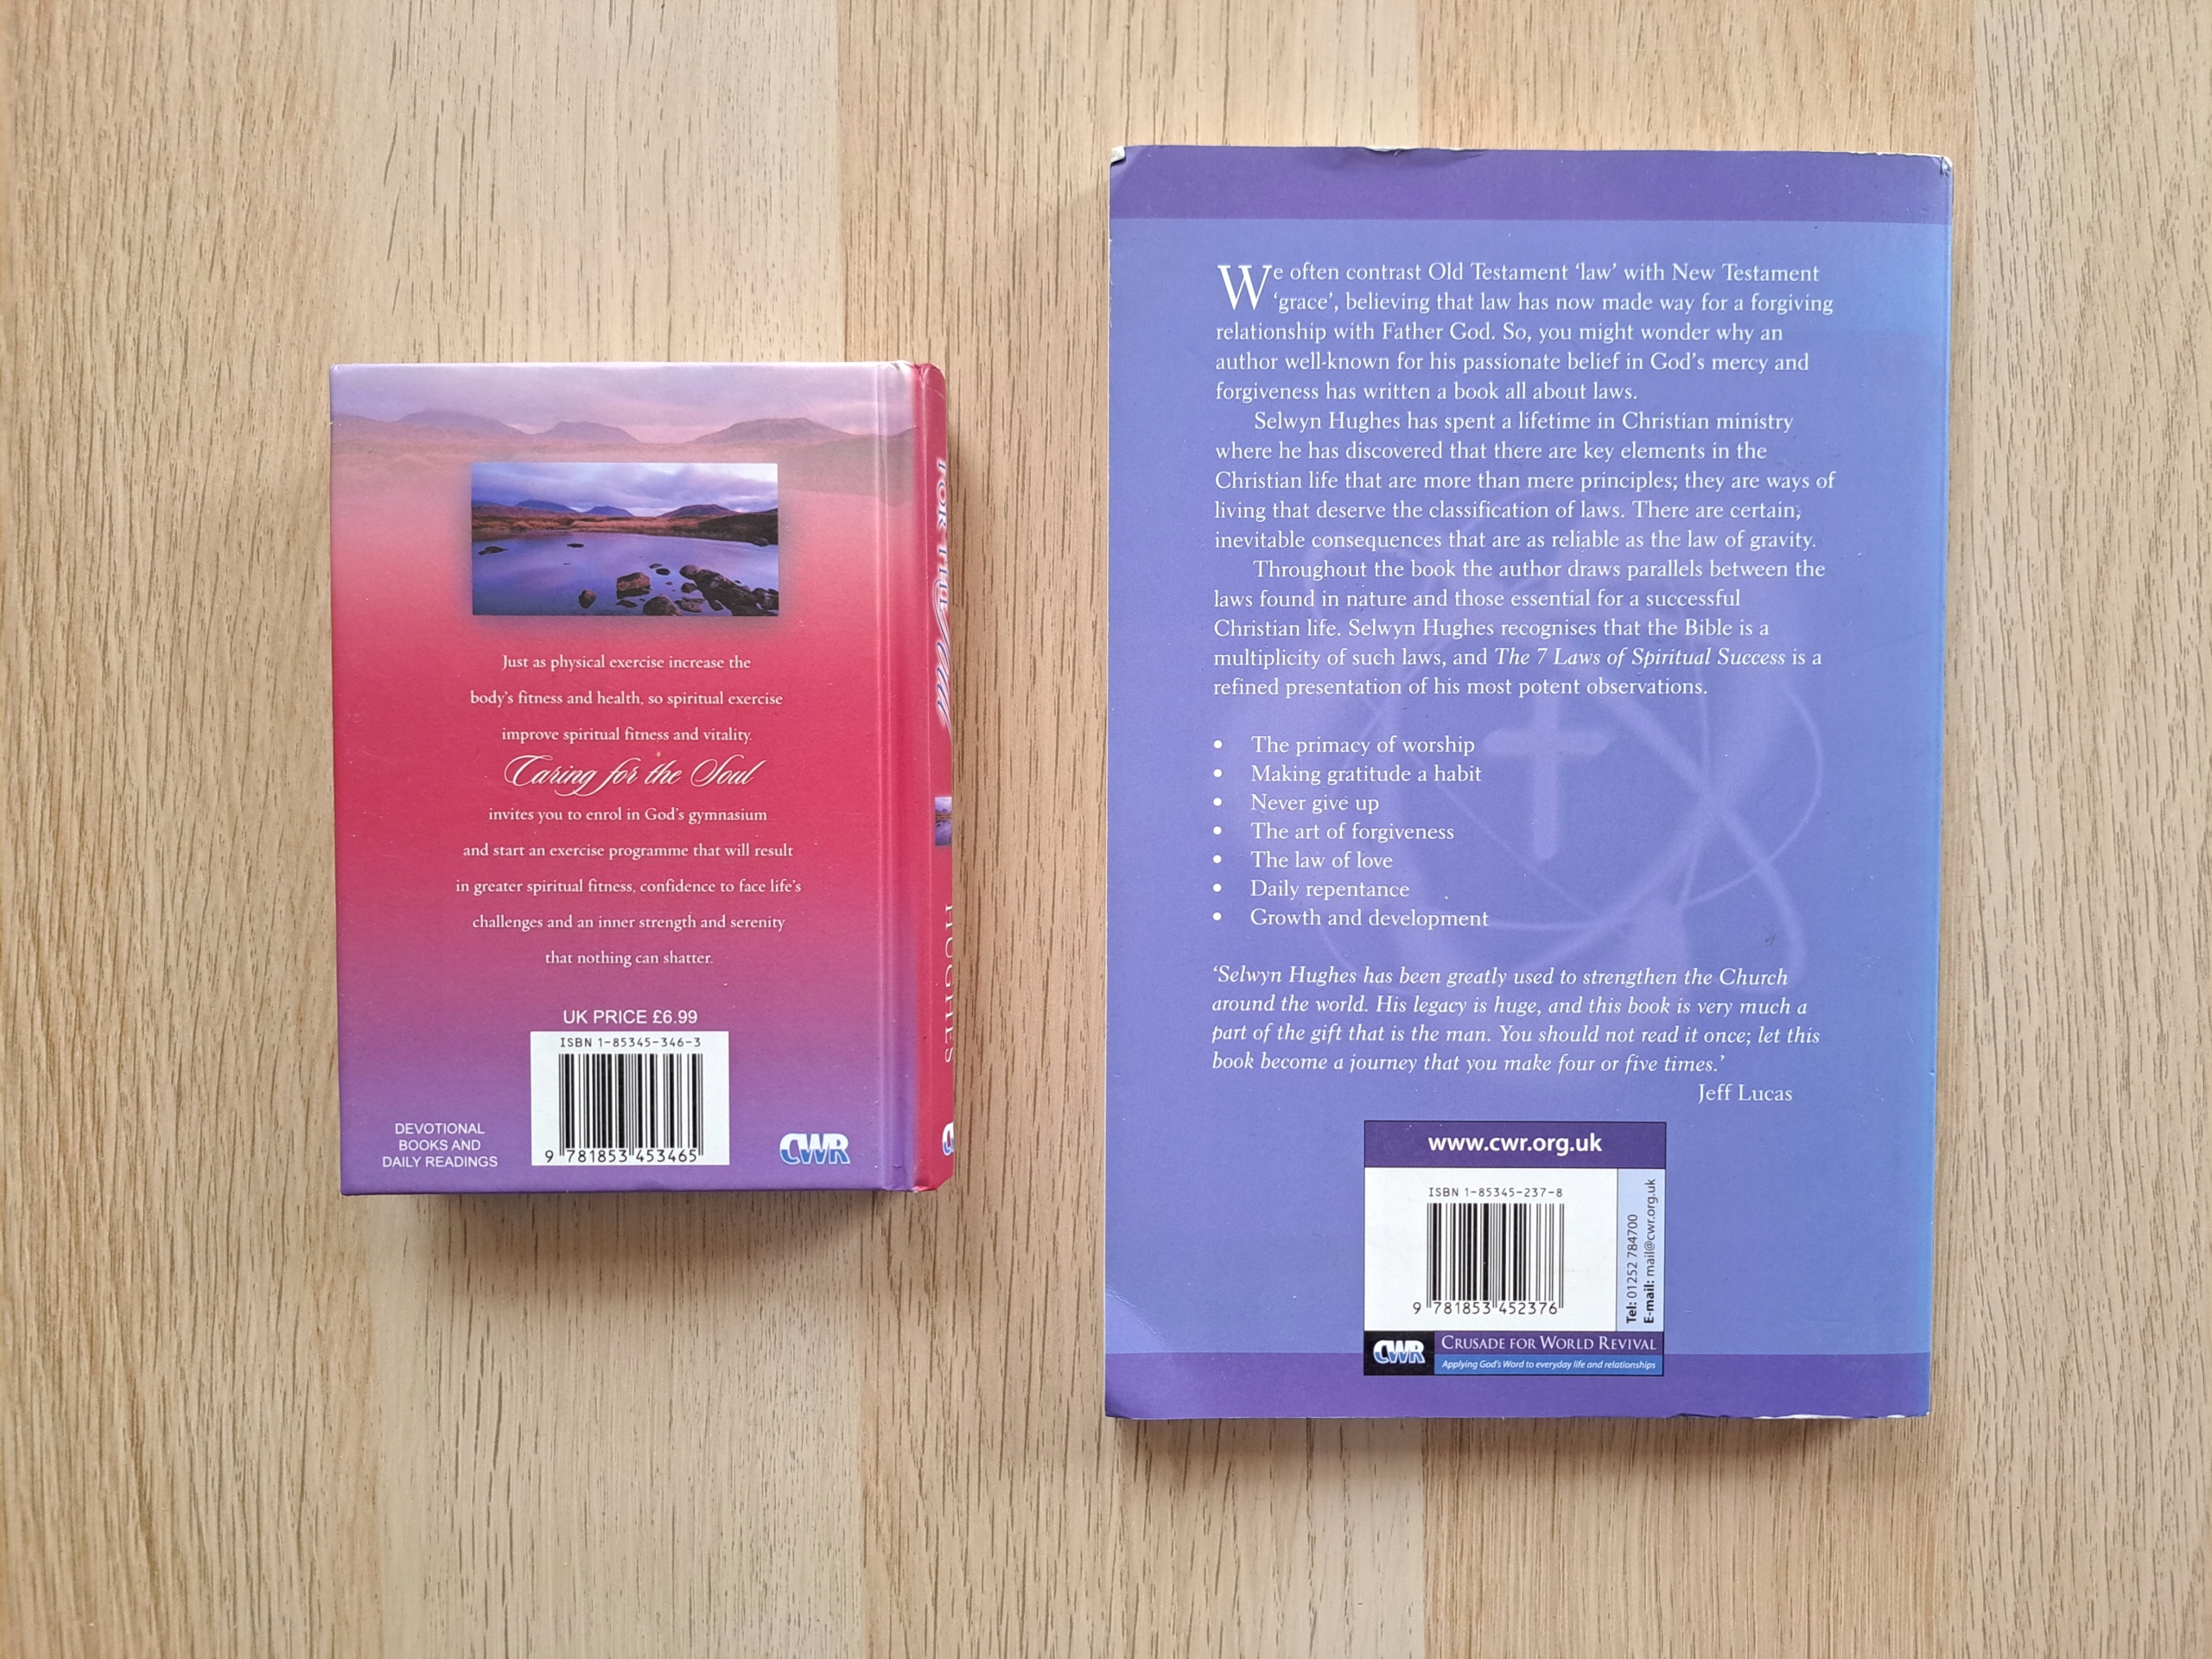 Just as physical exercise increase the
body's fitness and health, so spiritual exercise
improve spiritual fitness and vitality.
Caring for the Soul
invites you to enrol in God's gymnasium
and start an exercise programme that will result
in greater spiritual fitness, confidence to face life's
challenges and an inner strength and serenity
that nothing can shatter.
UK PRICE £6.99
ISBN 1-85345-346-3
9 781853 453465
DEVOTIONAL
BOOKS AND
DAILY READINGS
CWR
HUGHES
We often contrast Old Testament ‘law’ with New Testament
‘grace’, believing that law has now made way for a forgiving
relationship with Father God. So, you might wonder why an
author well-known for his passionate belief in God's mercy and
forgiveness has written a book all about laws.
Selwyn Hughes has spent a lifetime in Christian ministry
where he has discovered that there are key elements in the
Christian life that are more than mere principles; they are ways of
living that deserve the classification of laws. There are certain,
inevitable consequences that are as reliable as the law of gravity.
Throughout the book the author draws parallels between the
laws found in nature and those essential for a successful
Christian life. Selwyn Hughes recognises that the Bible is a
multiplicity of such laws, and The 7 Laws of Spiritual Success is a
refined presentation of his most potent observations.
• The primacy of worship
• Making gratitude a habit
• Never give up
• The art of forgiveness
• The law of love
• Daily repentance
• Growth and development
‘Selwyn Hughes has been greatly used to strengthen the Church
around the world. His legacy is huge, and this book is very much a
part of the gift that is the man. You should not read it once; let this
book become a journey that you make four or five times.’
Jeff Lucas
www.cwr.org.uk
ISBN 1-85345-237-8
9 781853 452376
Tel: 01252 784700
E-mail: mail@cwr.org.uk
CWR
CRUSADE FOR WORLD REVIVAL
Applying God's Word to everyday life and relationships